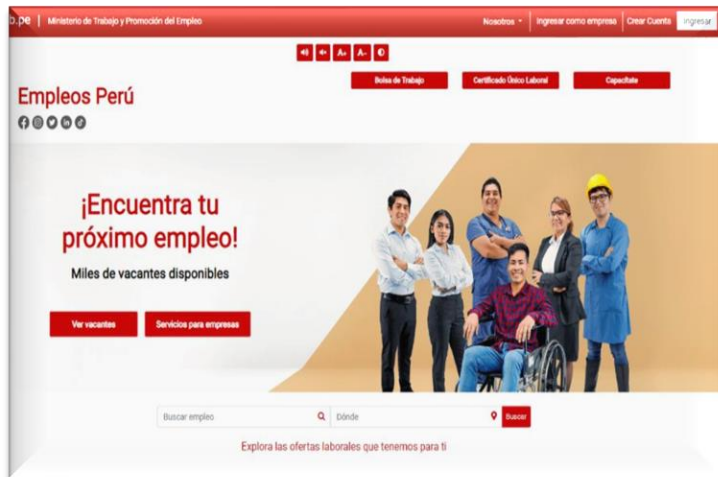 b.pe | Ministerio de Trabajo y Promoción del Empleo
Nosotros
Ingresar como empresa
Crear Cuenta
Ingresar
A+
A-
Bolsa de Trabajo
Certificado Único Laboral
Capacítate
Empleos Perú
¡Encuentra tu
próximo empleo!
Miles de vacantes disponibles
Ver vacantes
Servicios para empresas
Buscar empleo
Dónde
Buscar
Explora las ofertas laborales que tenemos para ti